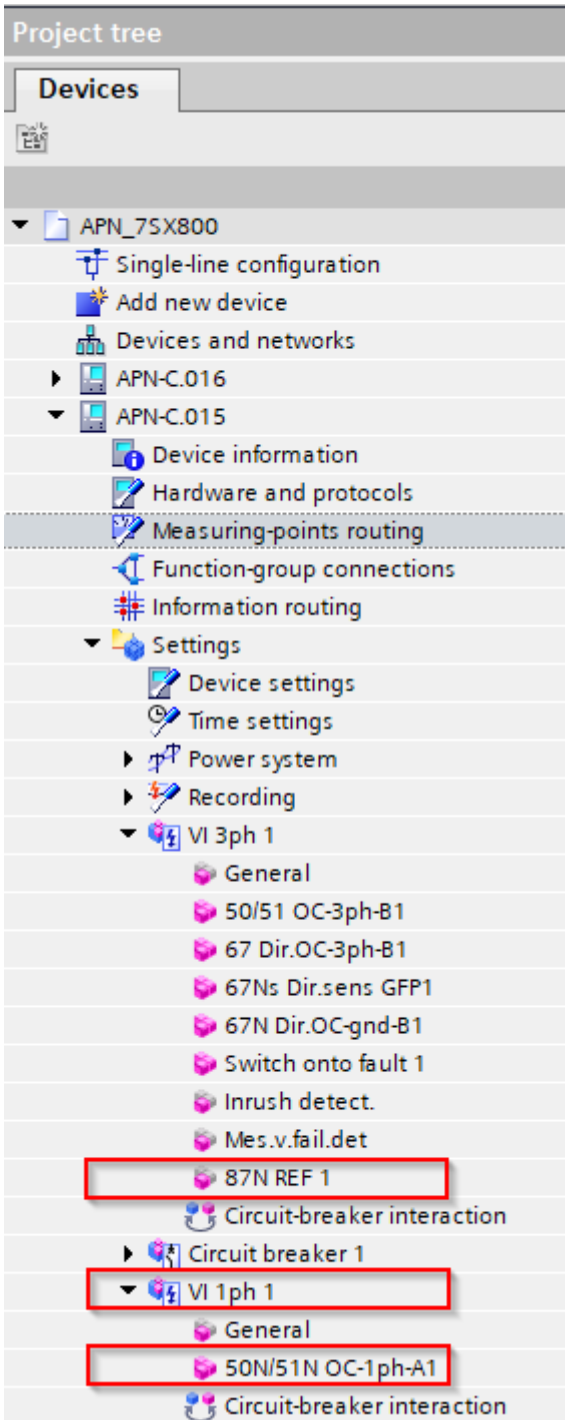 Project tree
Devices
APN_7SX800
Single-line configuration
Add new device
Devices and networks
APN-C.016
APN-C.015
Device information
Hardware and protocols
Measuring-points routing
Function-group connections
Information routing
Settings
Device settings
Time settings
Power system
Recording
VI 3ph 1
General
50/51 OC-3ph-B1
67 Dir.OC-3ph-B1
67Ns Dir.sens GFP1
67N Dir.OC-gnd-B1
Switch onto fault 1
Inrush detect.
Mes.v.fail.det
87N REF 1
Circuit-breaker interaction
Circuit breaker 1
VI 1ph 1
General
50N/51N OC-1ph-A1
Circuit-breaker interaction